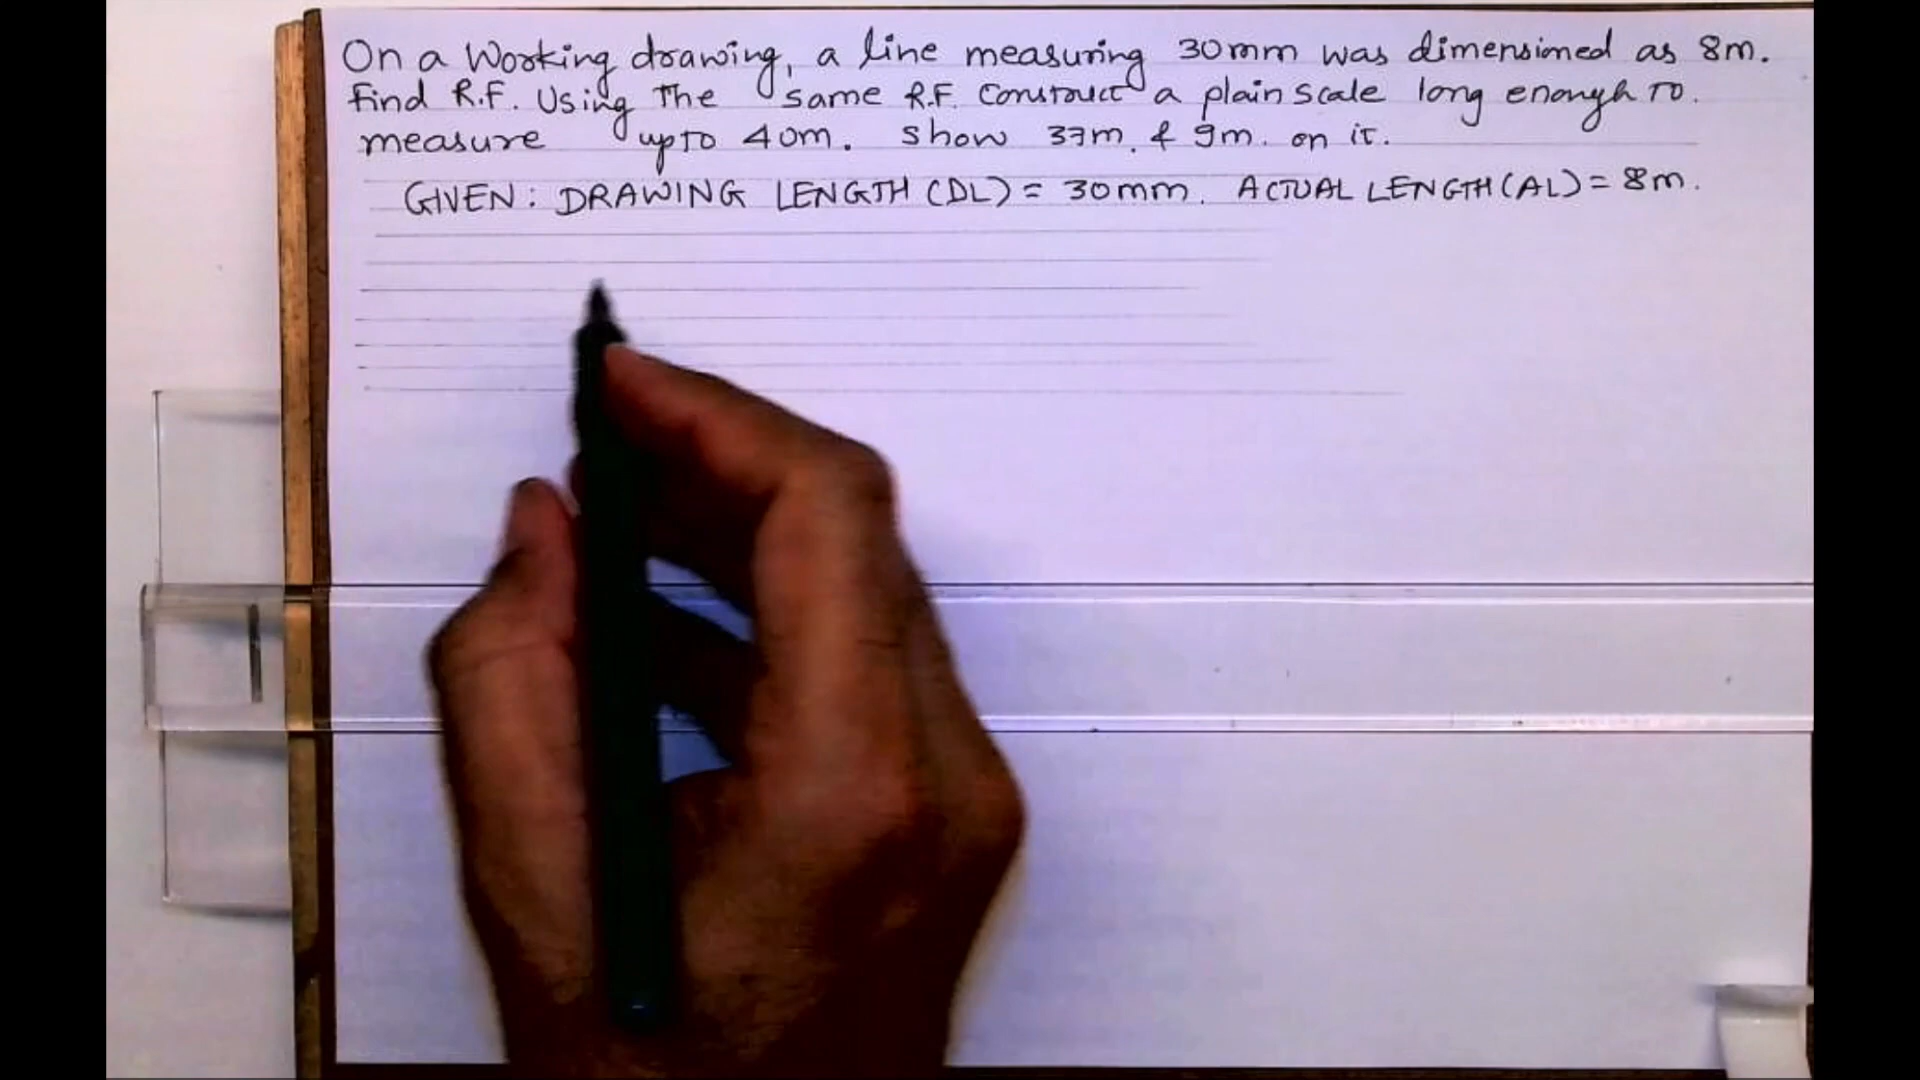 On a Working drawing, a line measuring 30mm was dimensioned as 8m.
find R.F. Using The same R.F. Construct a plain scale long enough TO.
measure upto 40m. Show 37m. & 9m. on it.
GIVEN: DRAWING LENGTH (DL) = 30mm. ACTUAL LENGTH (AL) = 8m.